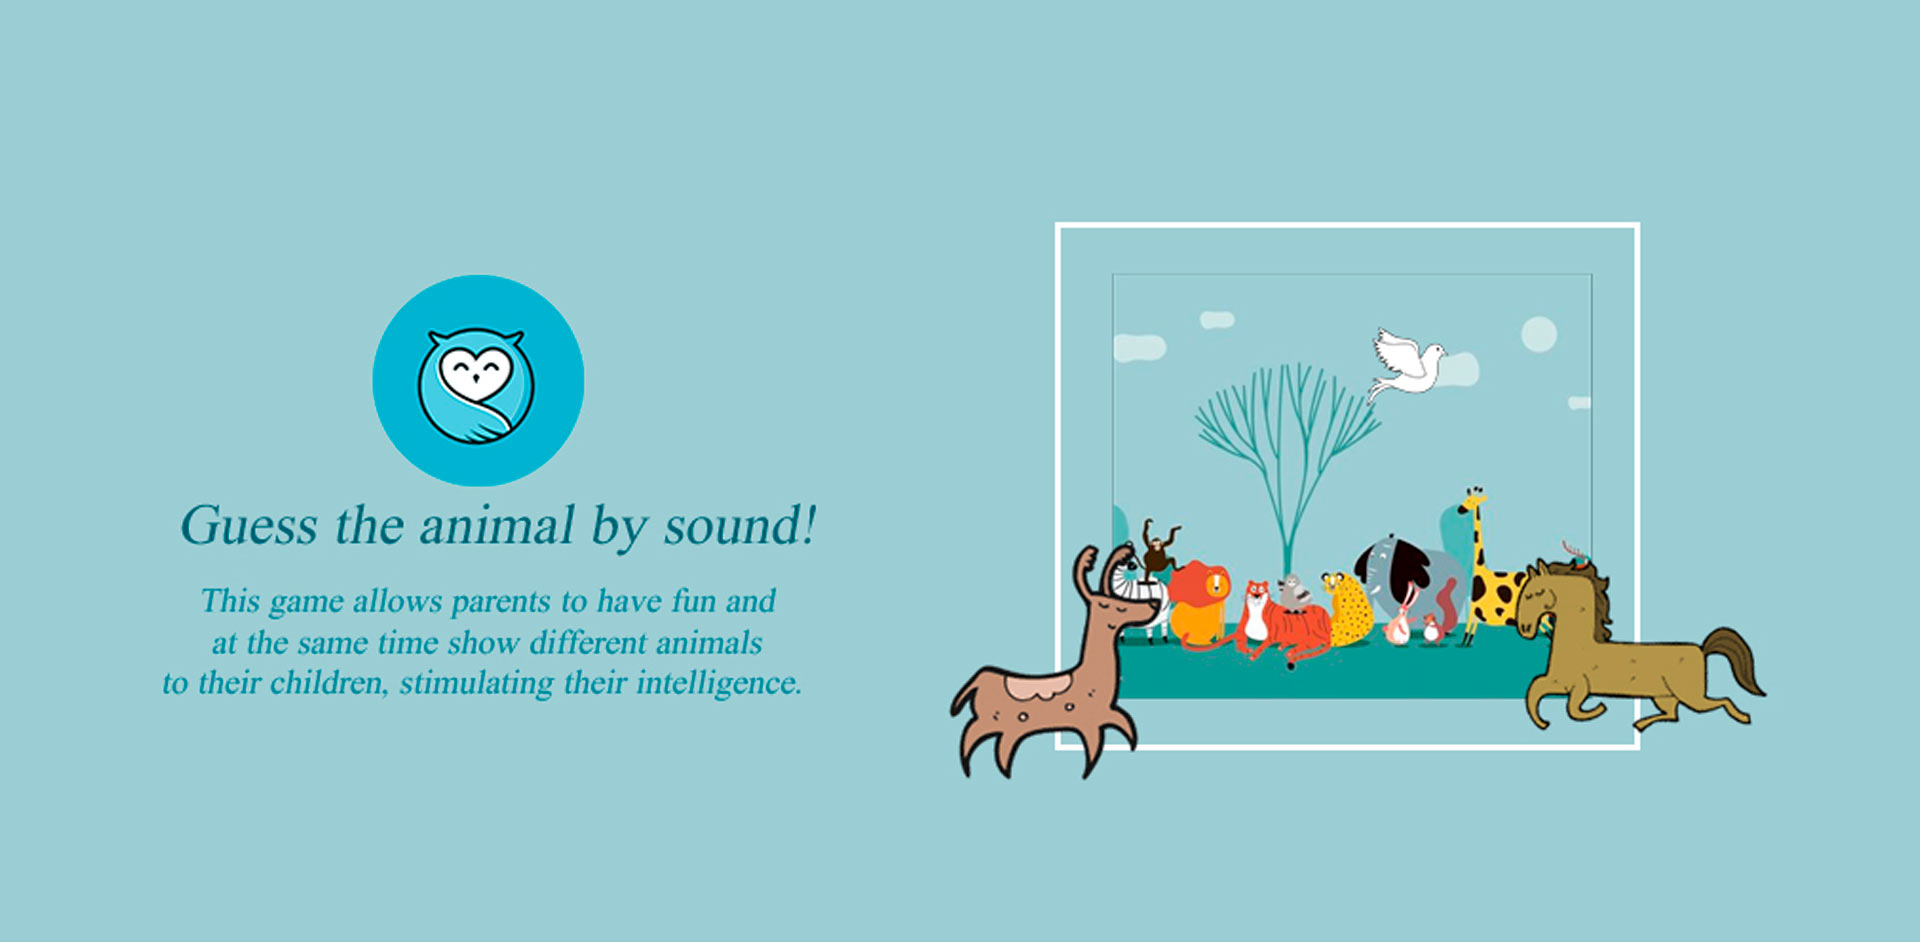 Guess the animal by sound!
This game allows parents to have fun and
at the same time show different animals
to their children, stimulating their intelligence.